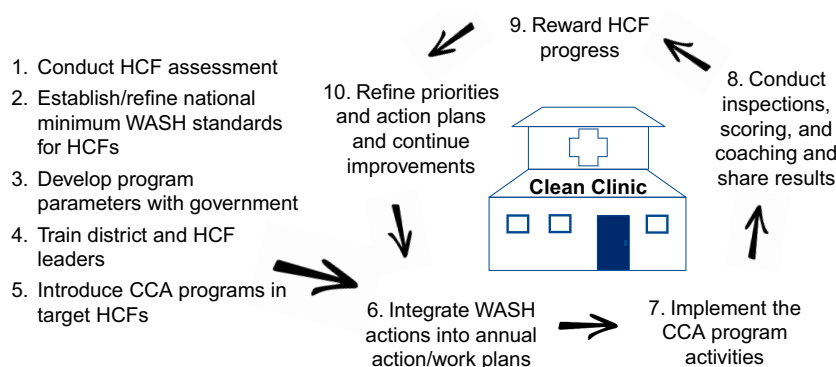 1. Conduct HCF assessment
2. Establish/refine national
minimum WASH standards
for HCFs
3. Develop program
parameters with government
4. Train district and HCF
leaders
5. Introduce CCA programs in
target HCFs
6. Integrate WASH
actions into annual
action/work plans
7. Implement the
CCA program
activities
8. Conduct
inspections,
scoring, and
coaching and
share results
9. Reward HCF
progress
10. Refine priorities
and action plans
and continue
improvements
Clean Clinic